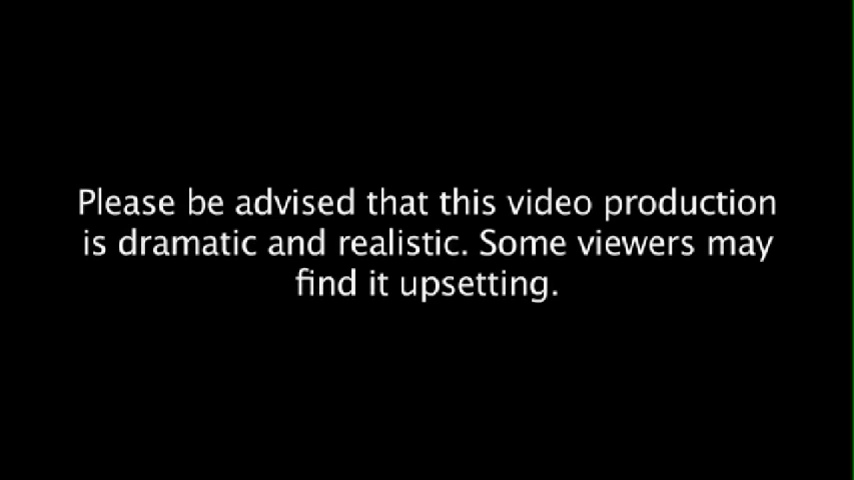 Please be advised that this video production
is dramatic and realistic. Some viewers may
find it upsetting.